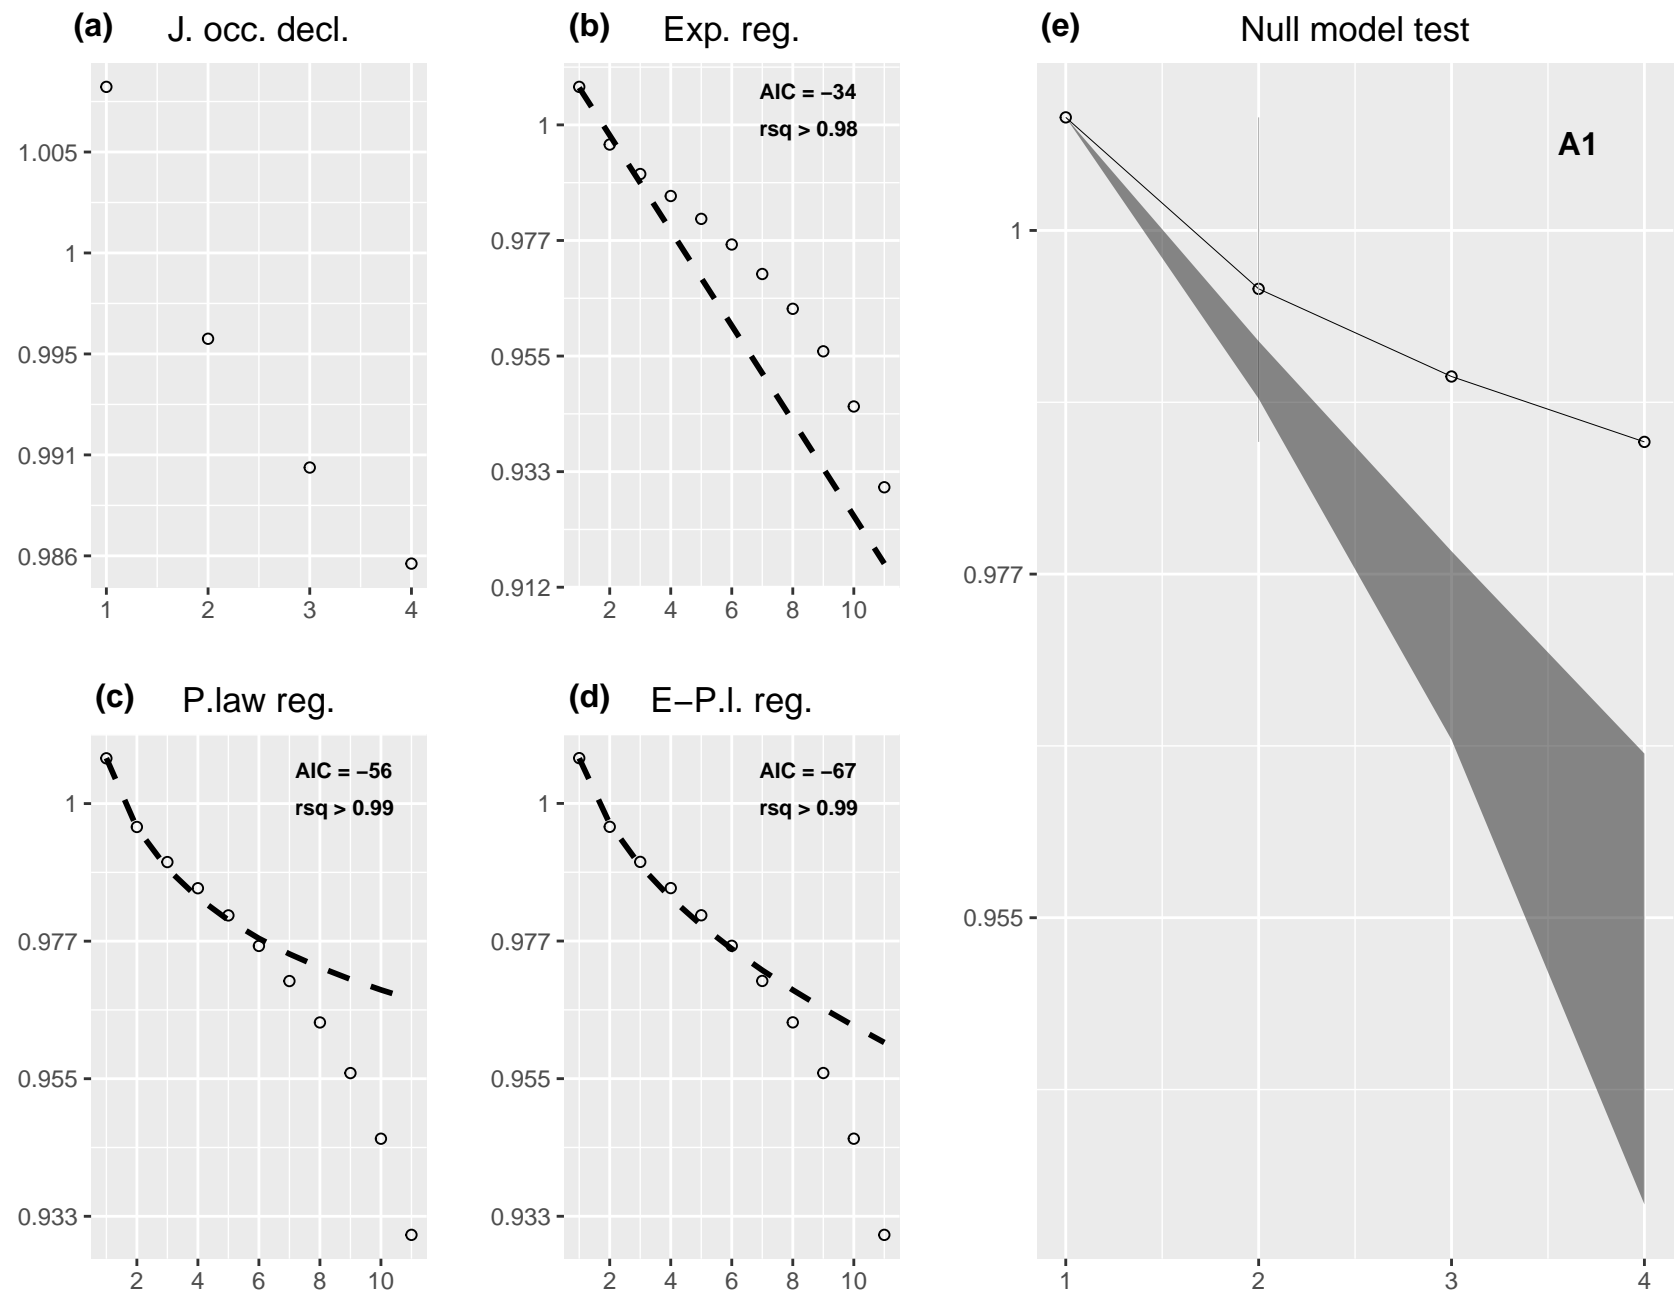 (a) J. occ. decl.
1.005
1
0.995
0.991
0.986
1 2 3 4
(b) Exp. reg.
AIC = −34
rsq > 0.98
1
0.977
0.955
0.933
0.912
2 4 6 8 10
(c) P.law reg.
AIC = −56
rsq > 0.99
1
0.977
0.955
0.933
2 4 6 8 10
(d) E−P.l. reg.
AIC = −67
rsq > 0.99
1
0.977
0.955
0.933
2 4 6 8 10
(e) Null model test
A1
1
0.977
0.955
1 2 3 4